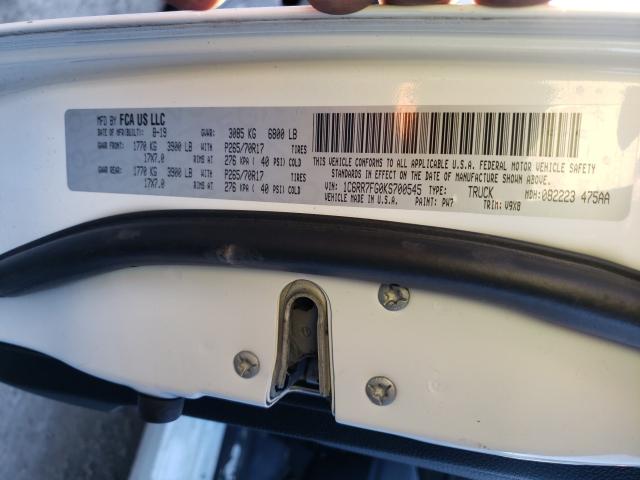 MFD BY FCA US LLC
DATE OF MFR/BUILT: 8-19 GVWR: 3085 KG 6800 LB
GAWR FRONT: 1770 KG 3900 LB P265/70R17 TIRES
17X7.0 RIMS AT 276 KPA ( 40 PSI) COLD
GAWR REAR: 1770 KG 3900 LB P265/70R17 TIRES
17X7.0 RIMS AT 276 KPA ( 40 PSI) COLD
THIS VEHICLE CONFORMS TO ALL APPLICABLE U.S.A. FEDERAL MOTOR VEHICLE SAFETY
STANDARDS IN EFFECT ON THE DATE OF MANUFACTURE SHOWN ABOVE.
VIN: 1C6RR7FG0KS700545 TYPE: TRUCK MDH: 082223 475AA
VEHICLE MADE IN U.S.A. PAINT: PW7 TRIM: V9X8